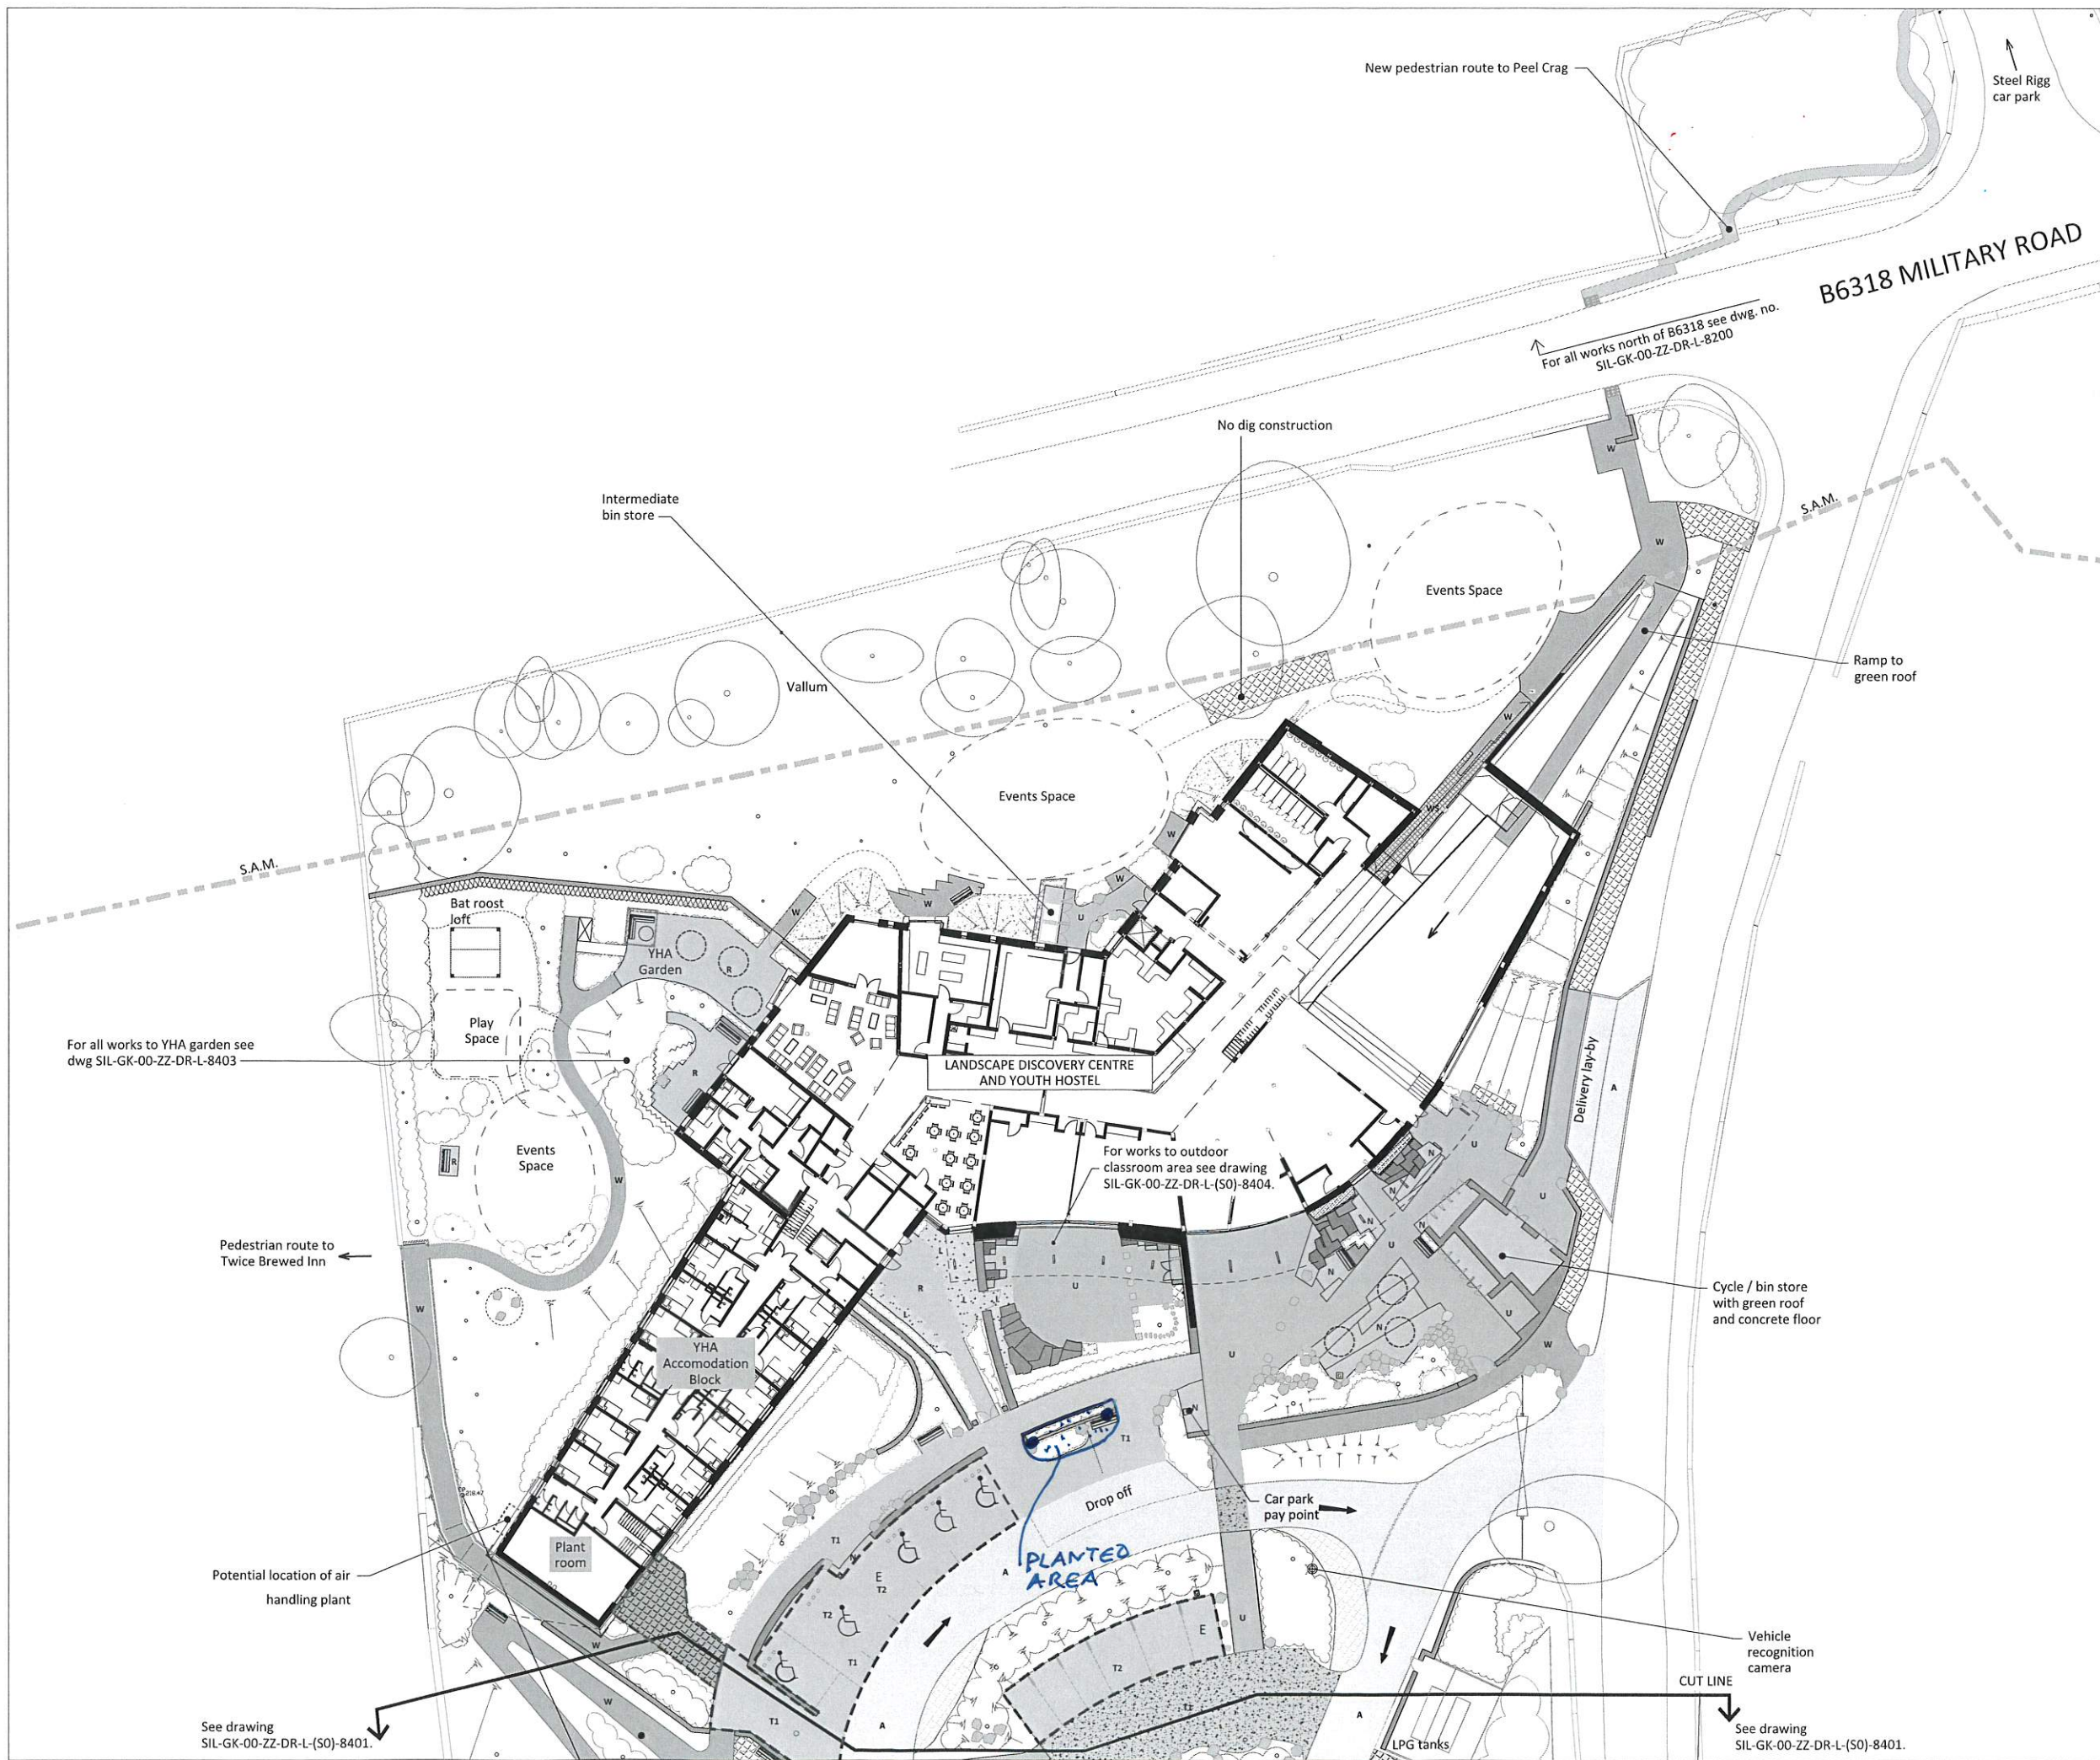 New pedestrian route to Peel Crag
Steel Rigg
car park
B6318 MILITARY ROAD
For all works north of B6318 see dwg. no.
SIL-GK-00-ZZ-DR-L-8200
No dig construction
Intermediate
bin store
W
S.A.M.
W
Events Space
Ramp to
green roof
Vallum
W
Events Space
W
S.A.M.
Bat roost
loft
W
W
W
U
YHA
Garden
R
Play
Space
For all works to YHA garden see
dwg SIL-GK-00-ZZ-DR-L-8403
R
LANDSCAPE DISCOVERY CENTRE
AND YOUTH HOSTEL
Delivery lay-by
A
Events
Space
R
W
For works to outdoor
classroom area see drawing
SIL-GK-00-ZZ-DR-L-(S0)-8404.
U
N
N
U
N
N
U
N
Pedestrian route to
Twice Brewed Inn
L
R
L
L
U
W
Cycle / bin store
with green roof
and concrete floor
N
U
W
U
YHA
Accomodation
Block
N
T1
Drop off
Car park
pay point
PLANTED
AREA
Plant
room
Potential location of air
handling plant
T1
E
T2
A
T2
T1
E
T2
U
W
W
Vehicle
recognition
camera
CUT LINE
T1
A
A
LPG tanks
See drawing
SIL-GK-00-ZZ-DR-L-(S0)-8401.
See drawing
SIL-GK-00-ZZ-DR-L-(S0)-8401.